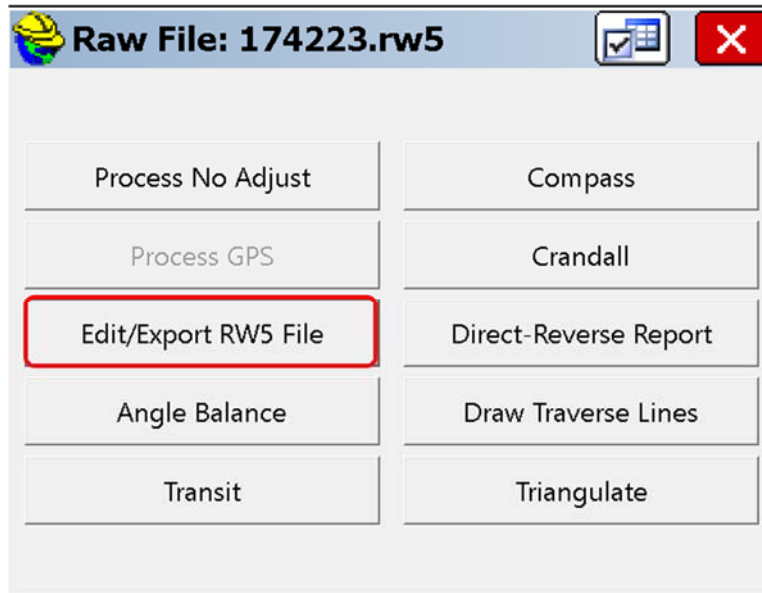 Raw File: 174223.rw5
Process No Adjust
Compass
Process GPS
Crandall
Edit/Export RW5 File
Direct-Reverse Report
Angle Balance
Draw Traverse Lines
Transit
Triangulate